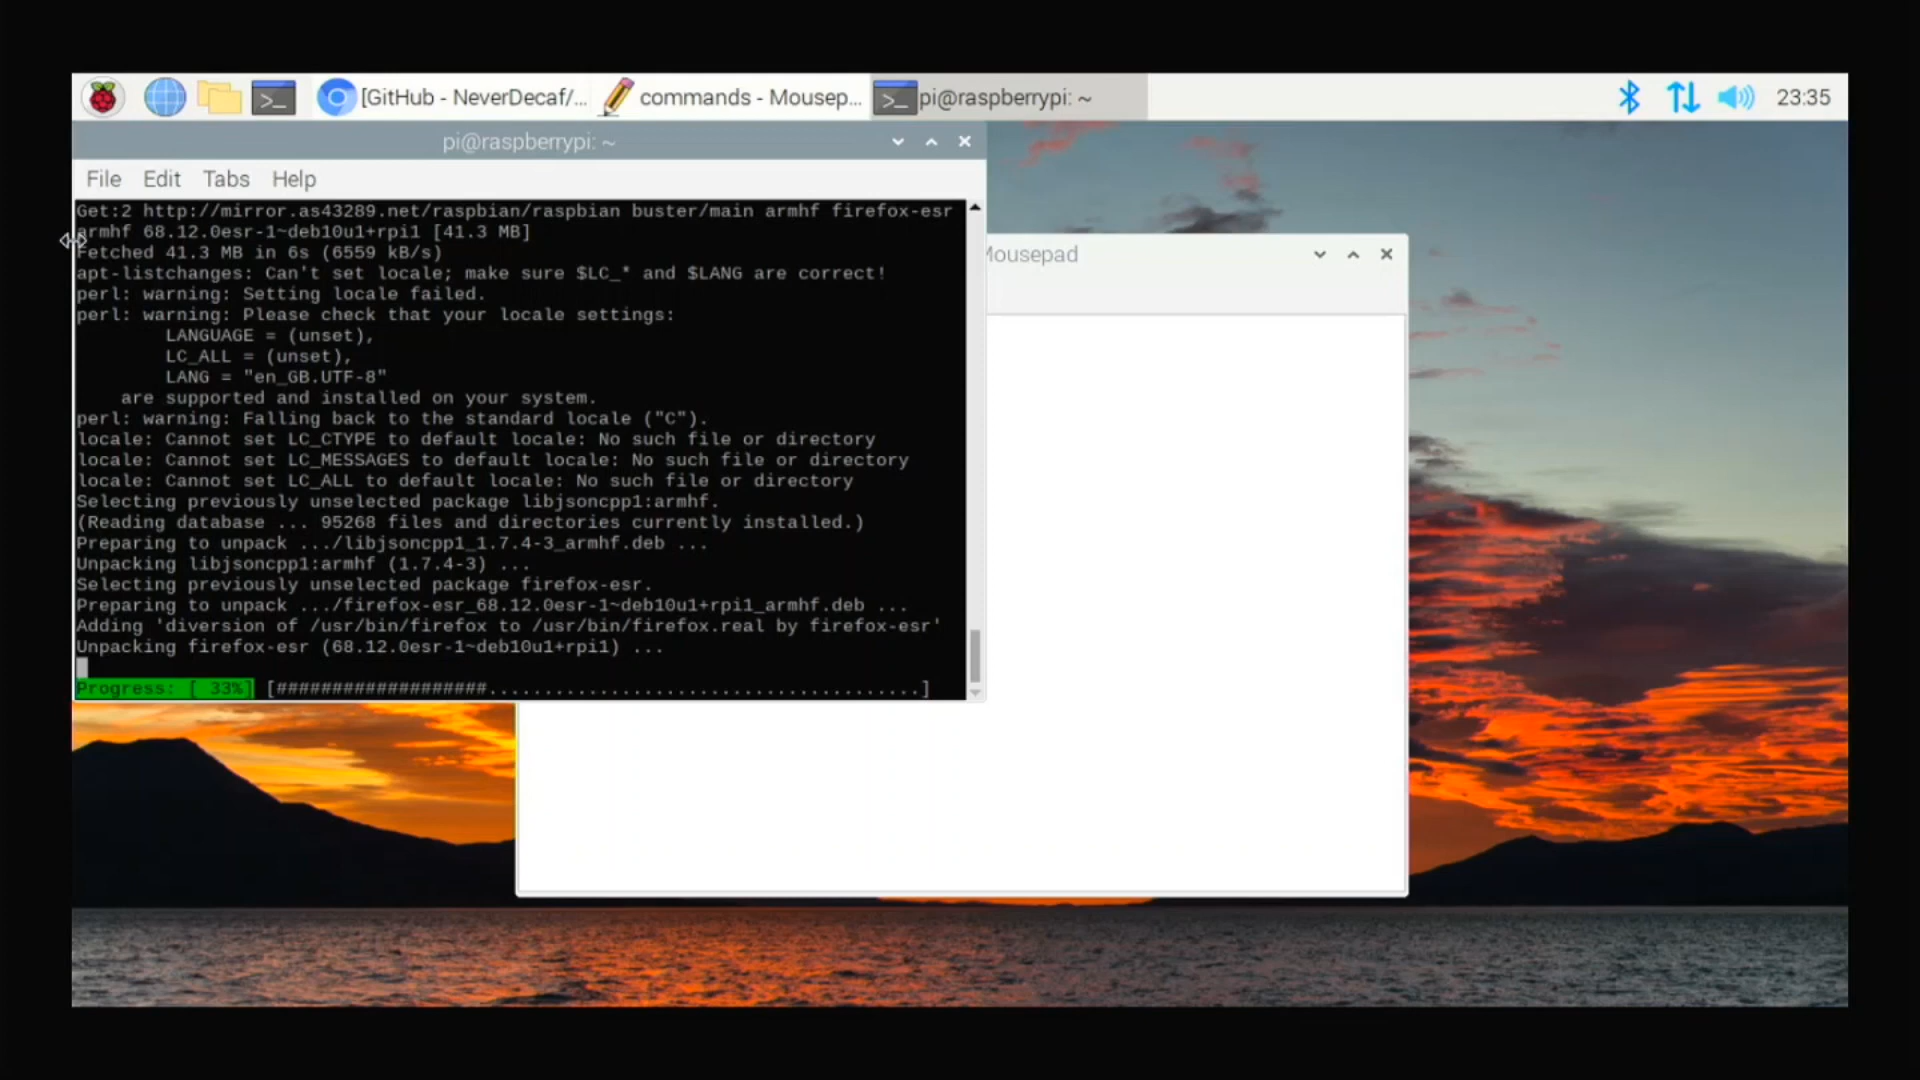 [GitHub - NeverDecaf/...
commands - Mousep...
pi@raspberrypi: ~
23:35
pi@raspberrypi: ~
File Edit Tabs Help
Get:2 http://mirror.as43289.net/raspbian/raspbian buster/main armhf firefox-esr
armhf 68.12.0esr-1~deb10u1+rpi1 [41.3 MB]
Fetched 41.3 MB in 6s (6559 kB/s)
apt-listchanges: Can't set locale; make sure $LC_* and $LANG are correct!
perl: warning: Setting locale failed.
perl: warning: Please check that your locale settings:
LANGUAGE = (unset),
LC_ALL = (unset),
LANG = "en_GB.UTF-8"
are supported and installed on your system.
perl: warning: Falling back to the standard locale ("C").
locale: Cannot set LC_CTYPE to default locale: No such file or directory
locale: Cannot set LC_MESSAGES to default locale: No such file or directory
locale: Cannot set LC_ALL to default locale: No such file or directory
Selecting previously unselected package libjsoncpp1:armhf.
(Reading database ... 95268 files and directories currently installed.)
Preparing to unpack .../libjsoncpp1_1.7.4-3_armhf.deb ...
Unpacking libjsoncpp1:armhf (1.7.4-3) ...
Selecting previously unselected package firefox-esr.
Preparing to unpack .../firefox-esr_68.12.0esr-1~deb10u1+rpi1_armhf.deb ...
Adding 'diversion of /usr/bin/firefox to /usr/bin/firefox.real by firefox-esr'
Unpacking firefox-esr (68.12.0esr-1~deb10u1+rpi1) ...
Progress: [ 33%] [###################.......................................]
Mousepad